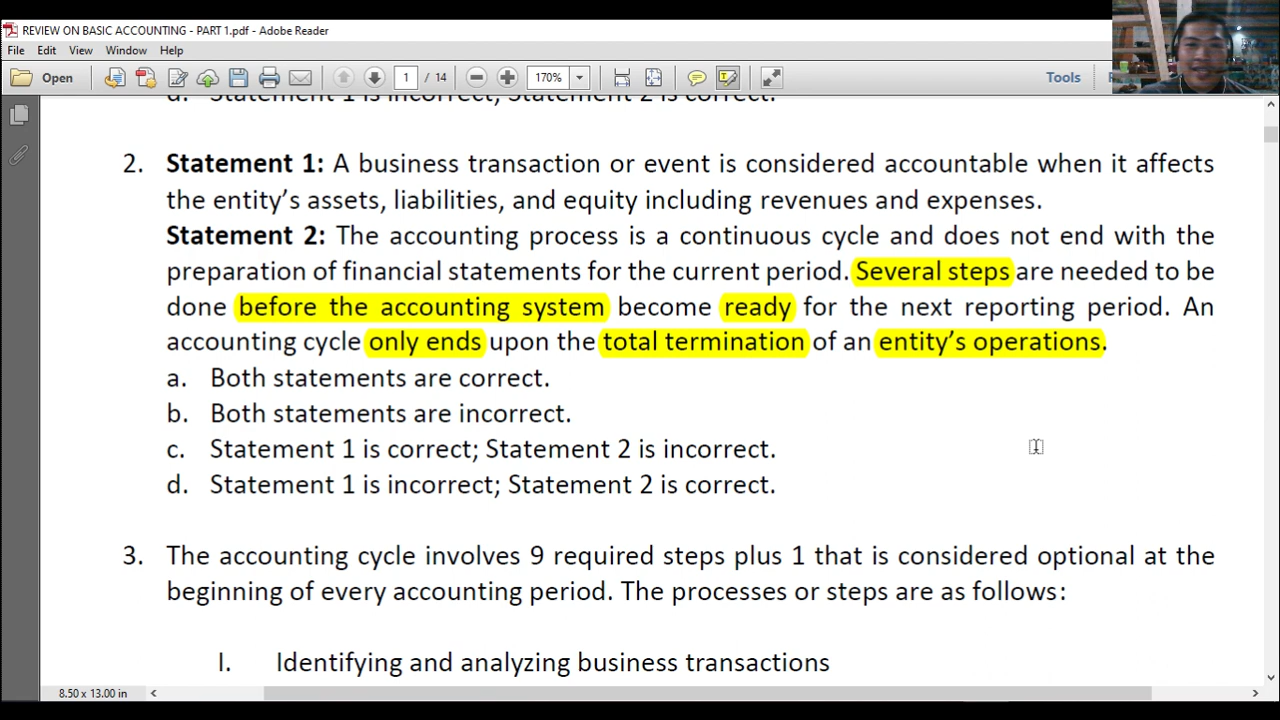 REVIEW ON BASIC ACCOUNTING - PART 1.pdf - Adobe Reader
File Edit View Window Help
Open 1 / 14 170% Tools
d. Statement 1 is incorrect; Statement 2 is correct.
2. Statement 1: A business transaction or event is considered accountable when it affects
the entity's assets, liabilities, and equity including revenues and expenses.
Statement 2: The accounting process is a continuous cycle and does not end with the
preparation of financial statements for the current period. Several steps are needed to be
done before the accounting system become ready for the next reporting period. An
accounting cycle only ends upon the total termination of an entity's operations.
a. Both statements are correct.
b. Both statements are incorrect.
c. Statement 1 is correct; Statement 2 is incorrect.
d. Statement 1 is incorrect; Statement 2 is correct.
3. The accounting cycle involves 9 required steps plus 1 that is considered optional at the
beginning of every accounting period. The processes or steps are as follows:
I. Identifying and analyzing business transactions
8.50 x 13.00 in